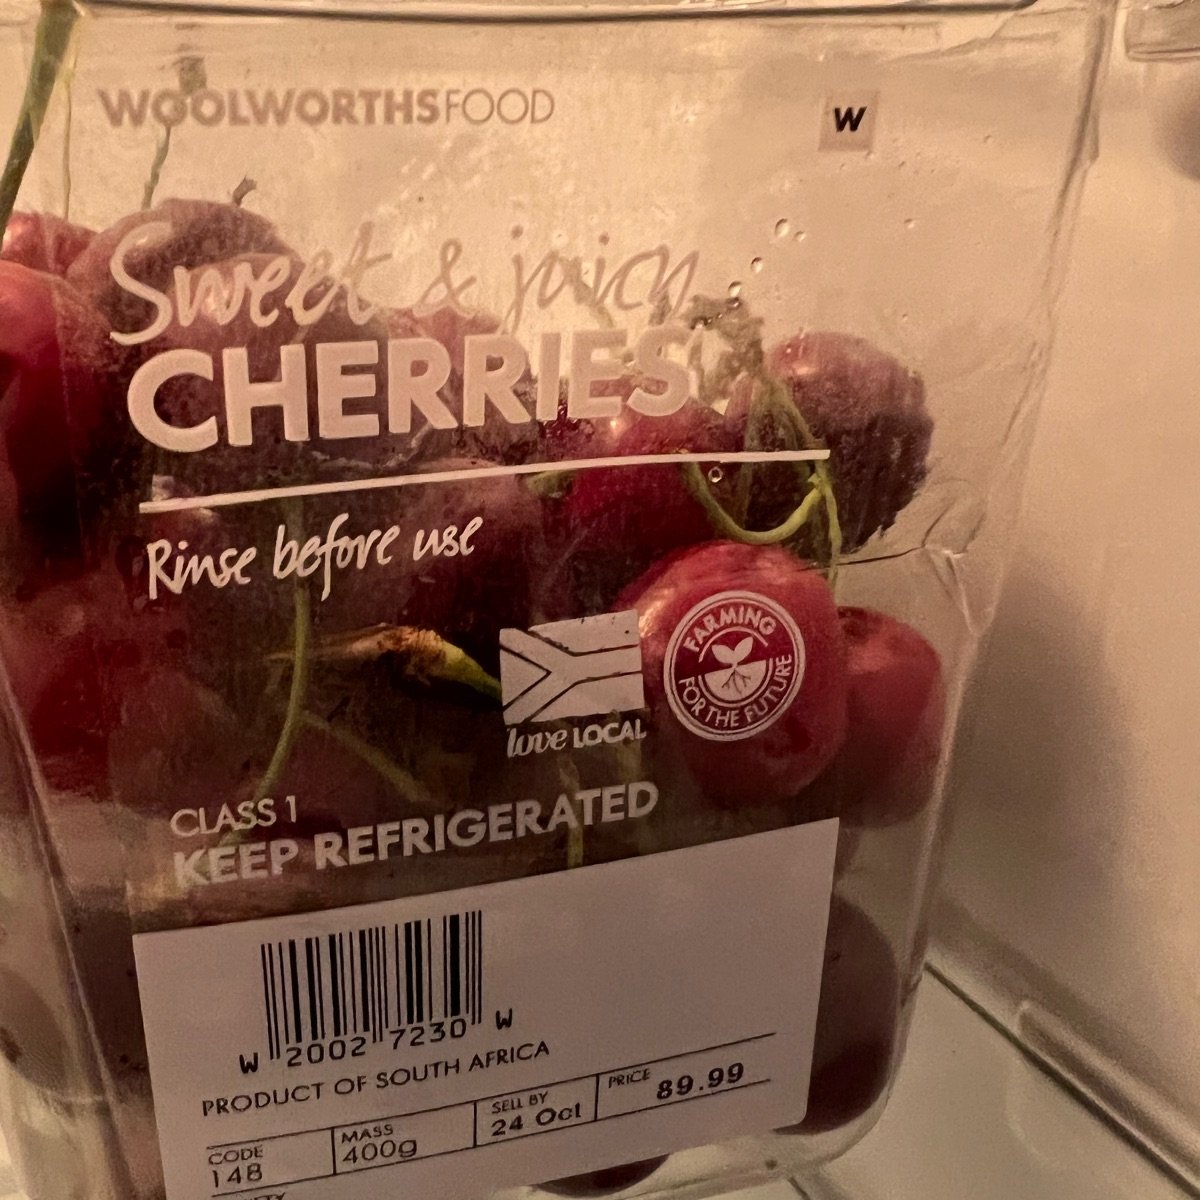 WOOLWORTHSFOOD
W
Sweet & juicy
CHERRIES
Rinse before use
FARMING
FOR THE FUTURE
love LOCAL
CLASS 1
KEEP REFRIGERATED
W 2002 7230 W
PRODUCT OF SOUTH AFRICA
CODE MASS SELL BY PRICE
148 400g 24 Oct 89.99